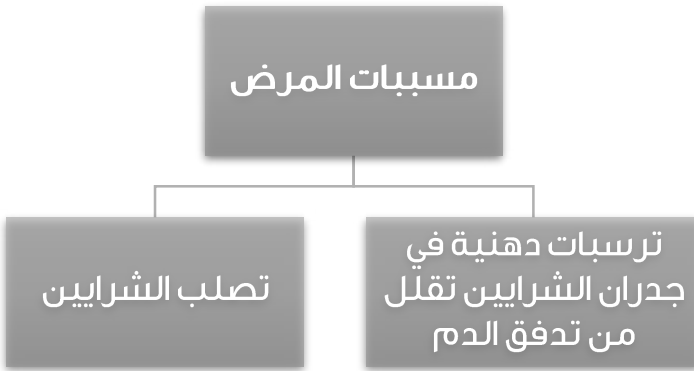 مسببات المرض
ترسبات دهنية في
جدران الشرايين تقلل
من تدفق الدم
تصلب الشرايين